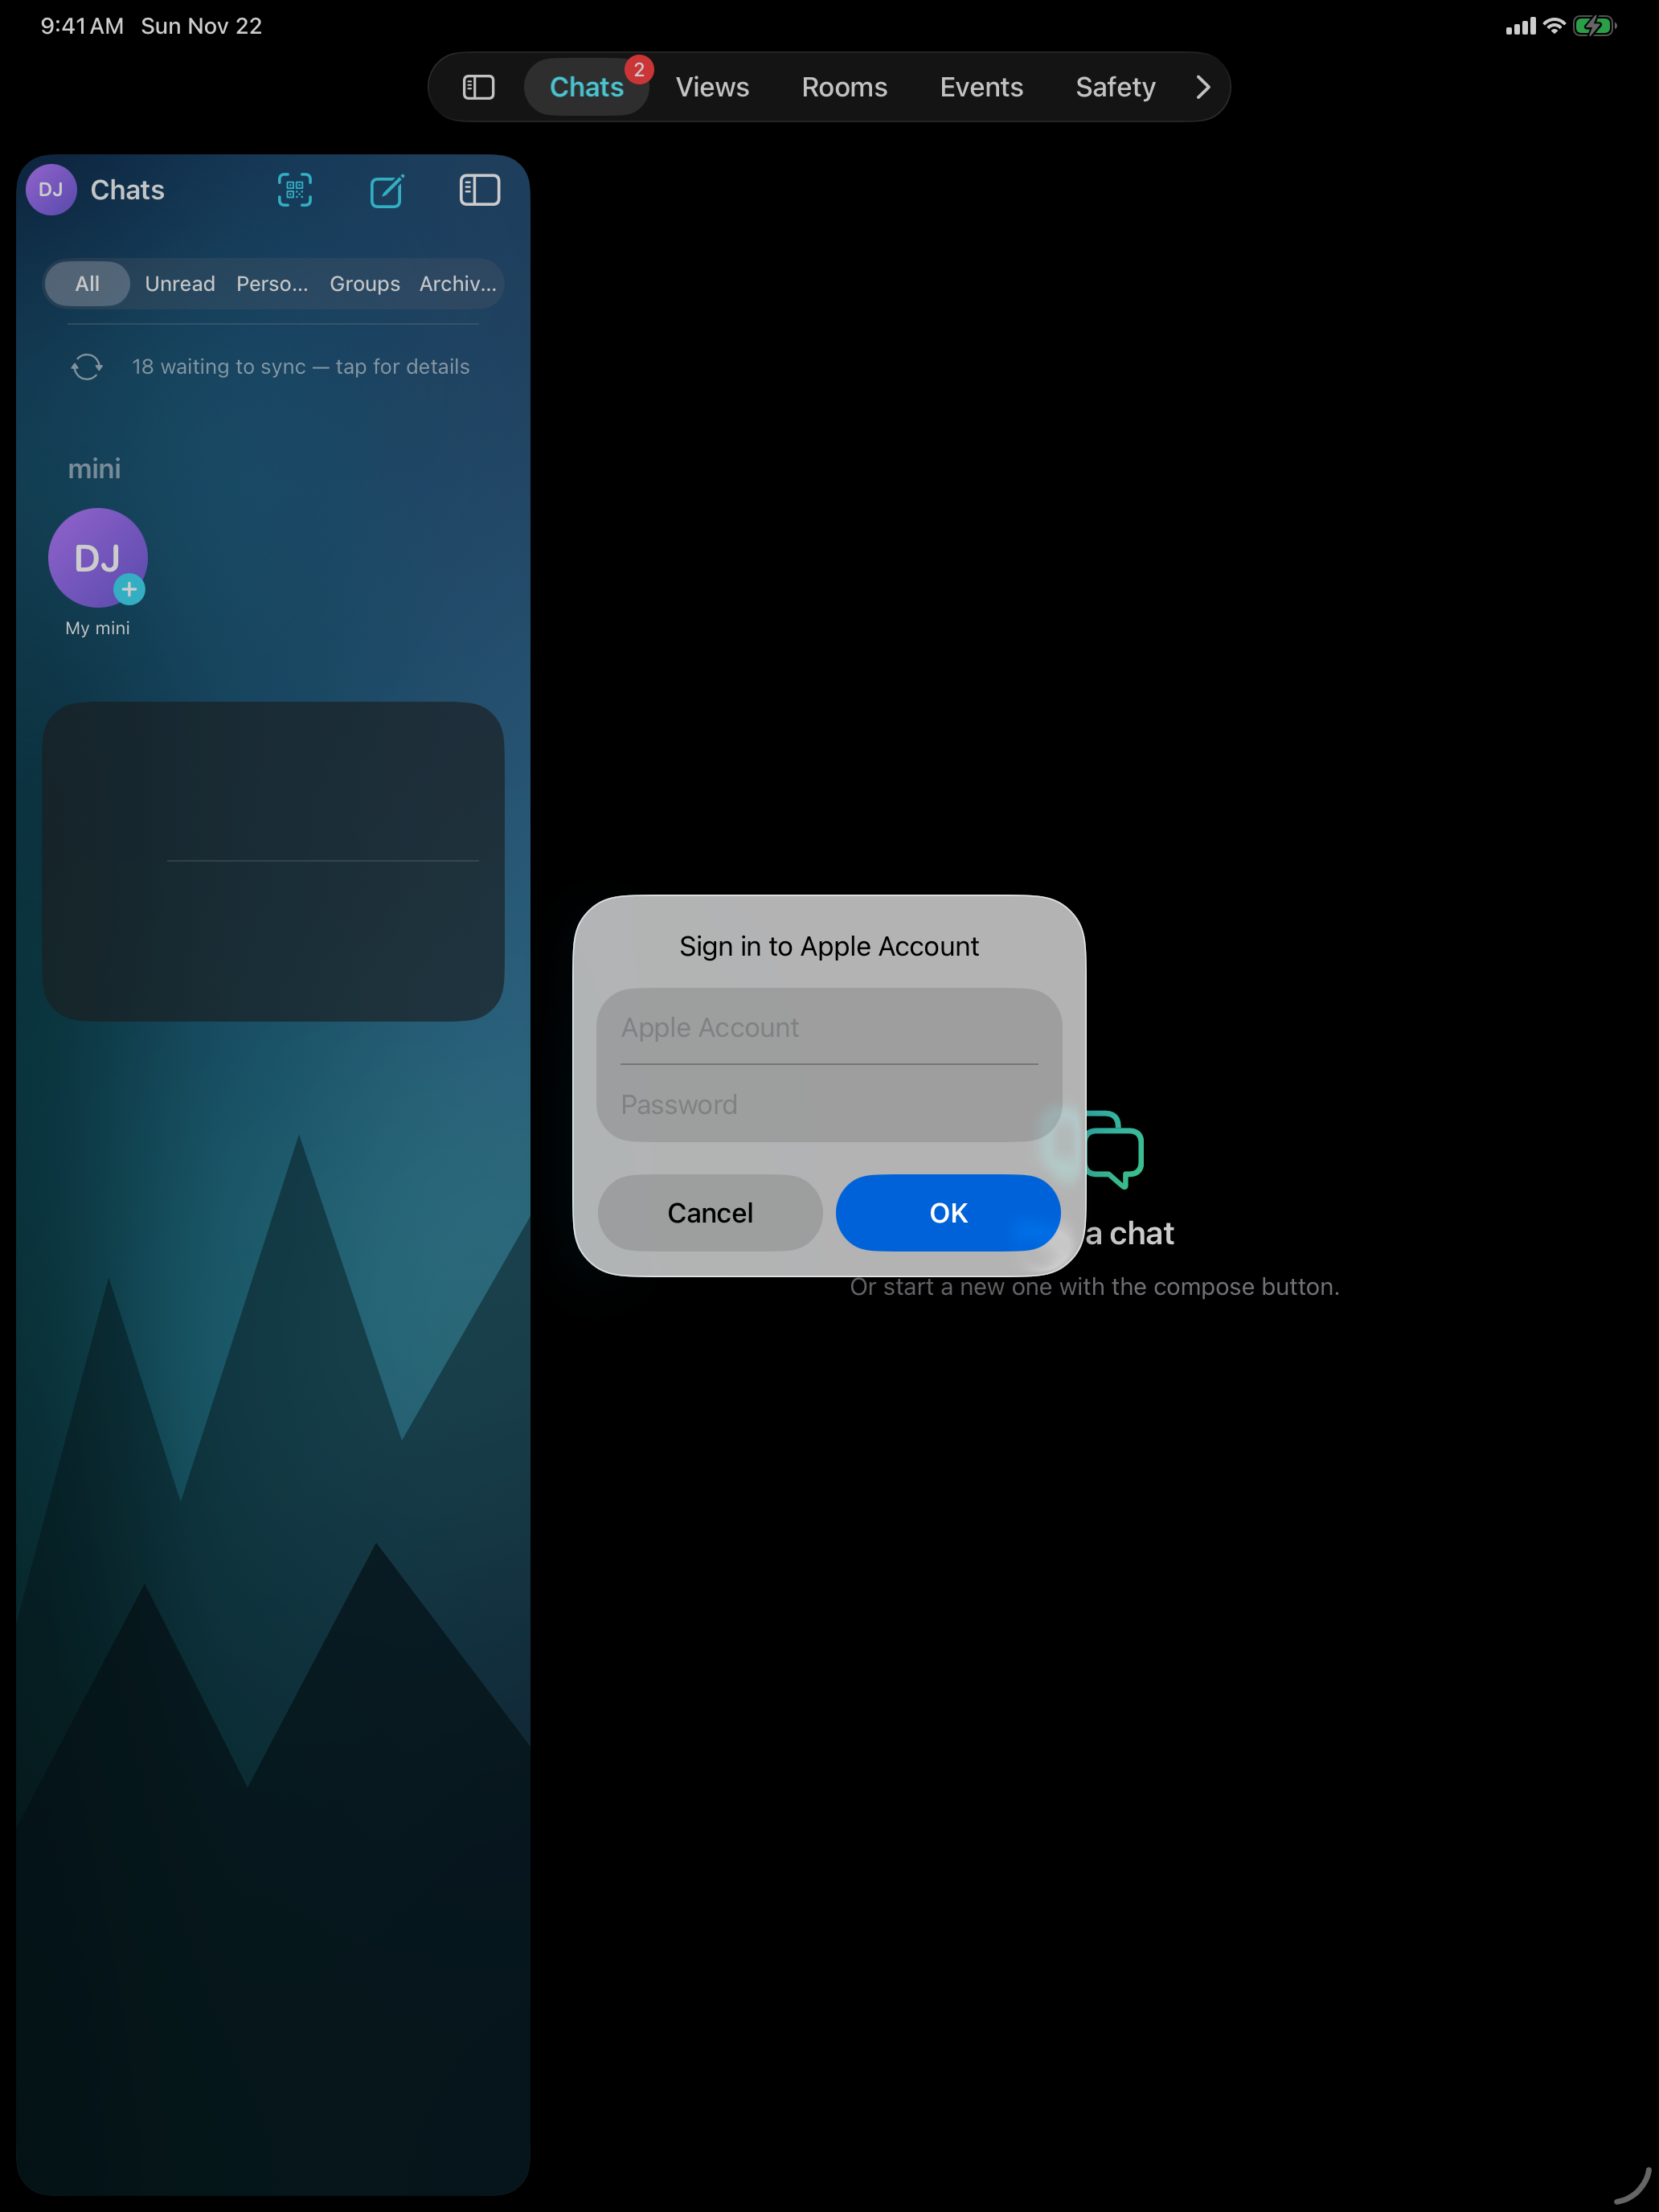 9:41 AM Sun Nov 22
Chats 2 Views Rooms Events Safety
DJ Chats
All Unread Perso... Groups Archiv...
18 waiting to sync — tap for details
mini
DJ
My mini
Sign in to Apple Account
Apple Account
Password
Cancel OK
a chat
Or start a new one with the compose button.